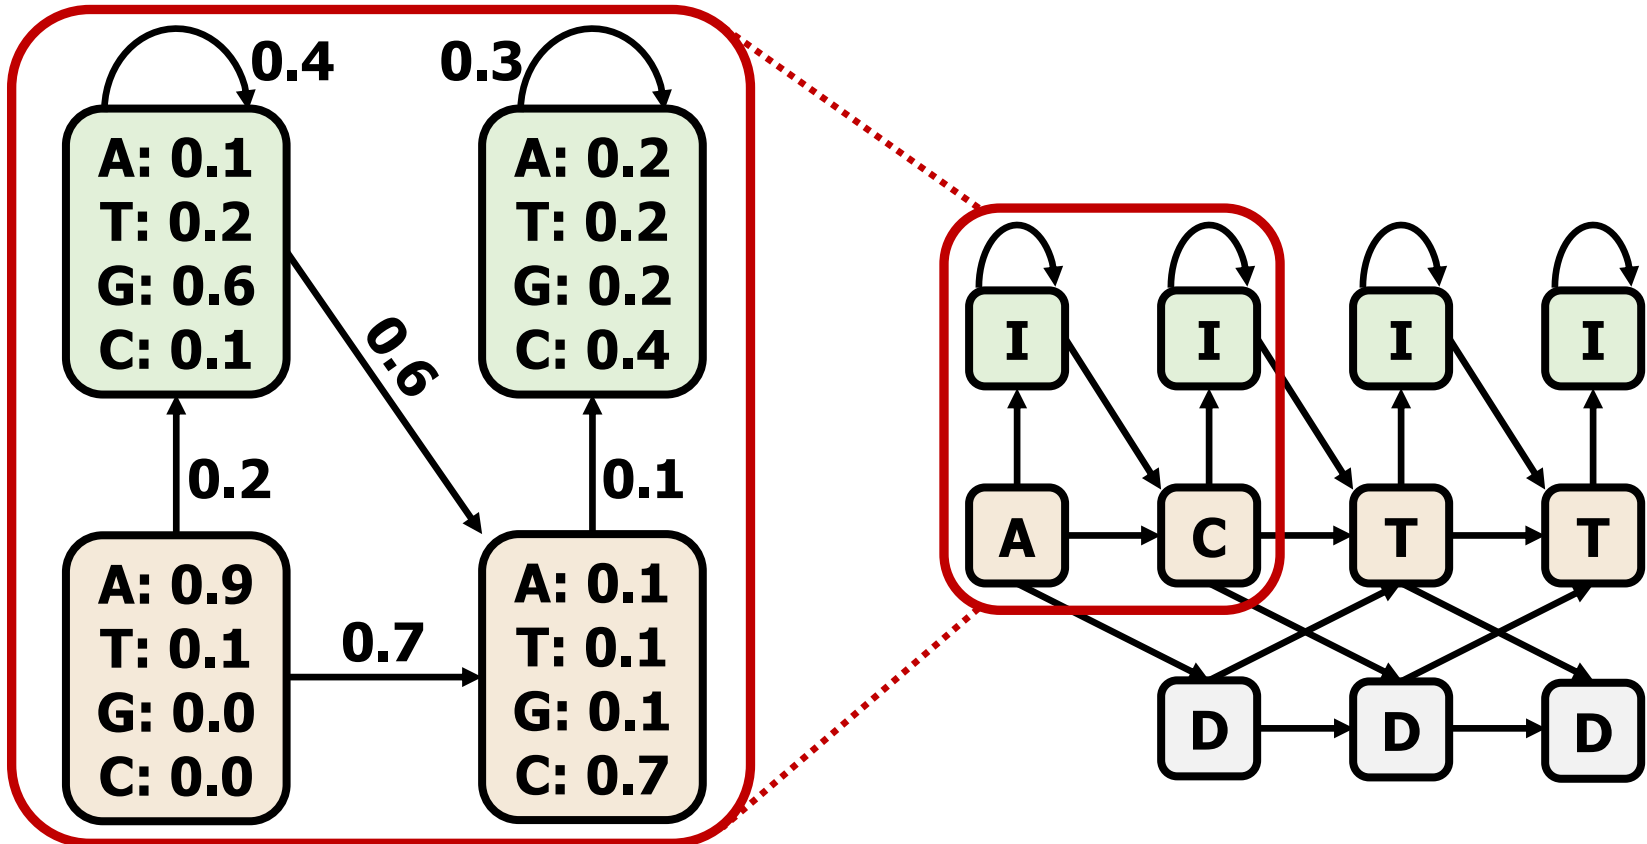 0.4
0.3
A: 0.1
T: 0.2
G: 0.6
C: 0.1
A: 0.2
T: 0.2
G: 0.2
C: 0.4
0.6
0.2
0.1
A: 0.9
T: 0.1
G: 0.0
C: 0.0
0.7
A: 0.1
T: 0.1
G: 0.1
C: 0.7
I I I I
A C T T
D D D